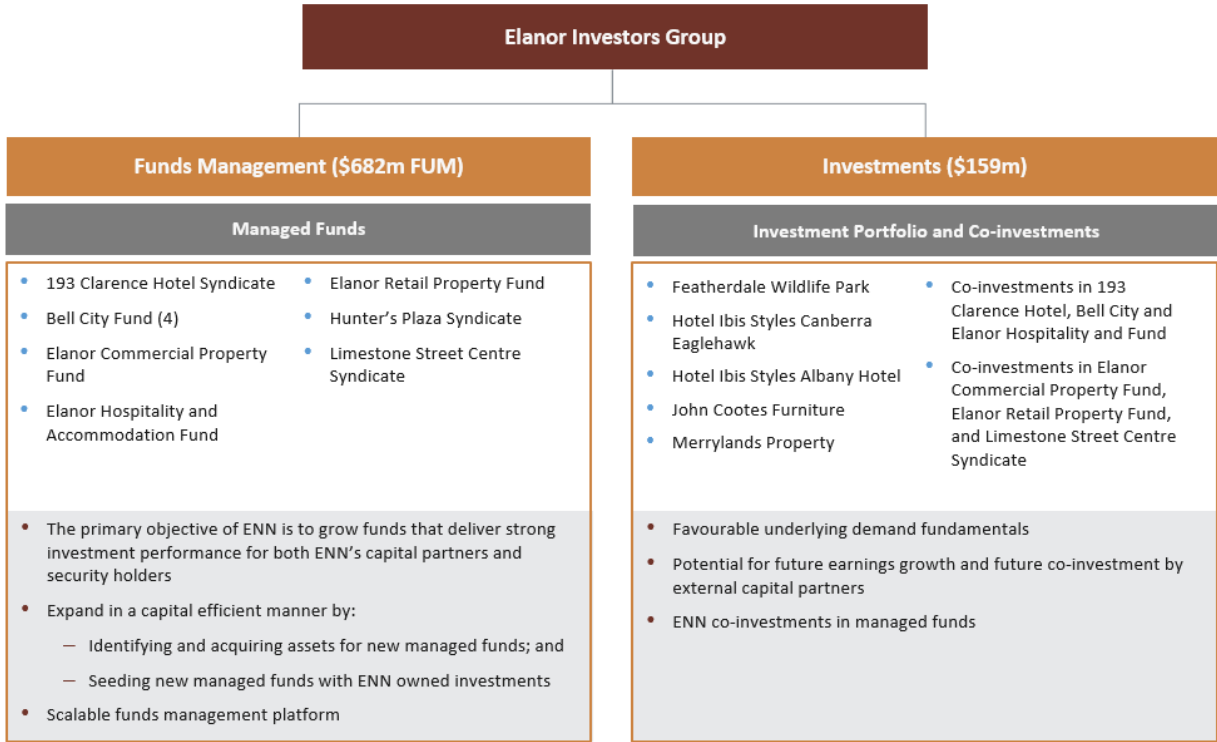 Elanor Investors Group
Funds Management ($682m FUM)
Managed Funds
• 193 Clarence Hotel Syndicate
• Bell City Fund (4)
• Elanor Commercial Property
Fund
• Elanor Hospitality and
Accommodation Fund
• Elanor Retail Property Fund
• Hunter's Plaza Syndicate
• Limestone Street Centre
Syndicate
• The primary objective of ENN is to grow funds that deliver strong
investment performance for both ENN's capital partners and
security holders
• Expand in a capital efficient manner by:
— Identifying and acquiring assets for new managed funds; and
— Seeding new managed funds with ENN owned investments
• Scalable funds management platform
Investments ($159m)
Investment Portfolio and Co-investments
• Featherdale Wildlife Park
• Hotel Ibis Styles Canberra
Eaglehawk
• Hotel Ibis Styles Albany Hotel
• John Cootes Furniture
• Merrylands Property
• Co-investments in 193
Clarence Hotel, Bell City and
Elanor Hospitality and Fund
• Co-investments in Elanor
Commercial Property Fund,
Elanor Retail Property Fund,
and Limestone Street Centre
Syndicate
• Favourable underlying demand fundamentals
• Potential for future earnings growth and future co-investment by
external capital partners
• ENN co-investments in managed funds